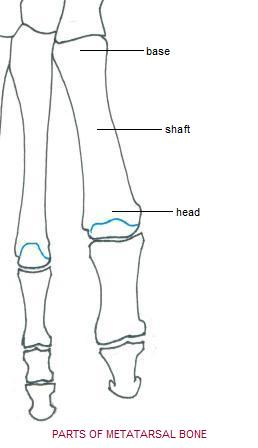 base
shaft
head
PARTS OF METATARSAL BONE